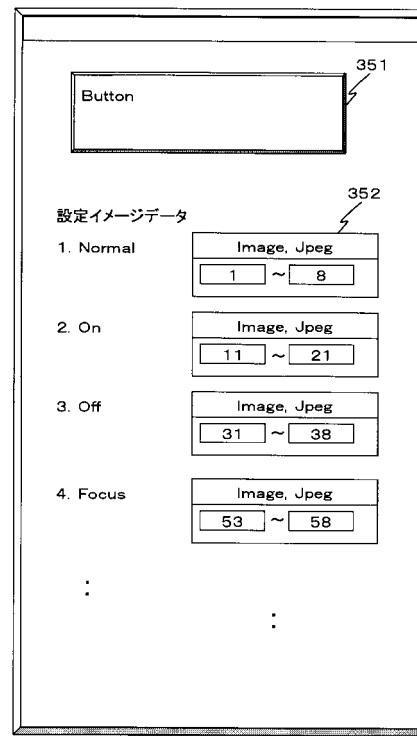 351
Button
352
設定イメージデータ
1. Normal
Image, Jpeg
1 ~ 8
2. On
Image, Jpeg
11 ~ 21
3. Off
Image, Jpeg
31 ~ 38
4. Focus
Image, Jpeg
53 ~ 58
:
: